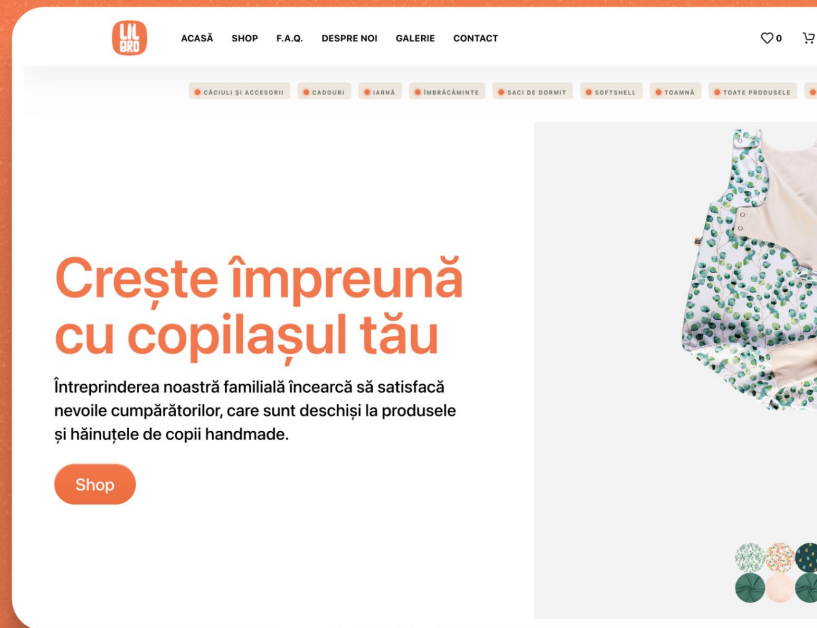 LIL
BRO
ACASĂ SHOP F.A.Q. DESPRE NOI GALERIE CONTACT
0
CĂCIULI ȘI ACCESORII CADOURI IARNĂ ÎMBRĂCĂMINTE SACI DE DORMIT SOFTSHELL TOAMNĂ TOATE PRODUSELE
Crește împreună
cu copilașul tău
Întreprinderea noastră familială încearcă să satisfacă
nevoile cumpărătorilor, care sunt deschiși la produsele
și hăinuțele de copii handmade.
Shop